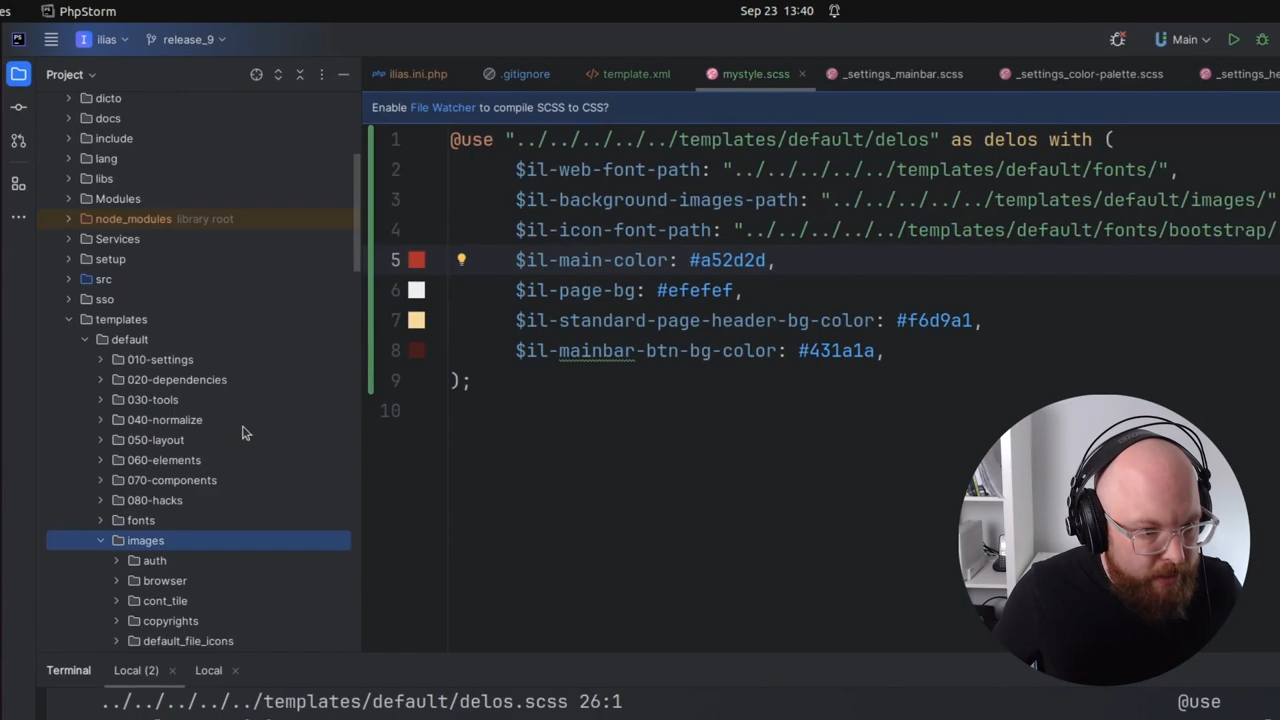 es
PhpStorm
Sep 23 13:40
ilias
release_9
Main
Project
ilias.ini.php
.gitignore
template.xml
mystyle.scss
_settings_mainbar.scss
_settings_color-palette.scss
_settings_he
Enable File Watcher to compile SCSS to CSS?
dicto
docs
include
lang
libs
Modules
node_modules library root
Services
setup
src
sso
templates
default
010-settings
020-dependencies
030-tools
040-normalize
050-layout
060-elements
070-components
080-hacks
fonts
images
auth
browser
cont_tile
copyrights
default_file_icons
1 @use "../../../../../templates/default/delos" as delos with (
2 $il-web-font-path: "../../../../templates/default/fonts/",
3 $il-background-images-path: "../../../../templates/default/images/"
4 $il-icon-font-path: "../../../../templates/default/fonts/bootstrap/
5 $il-main-color: #a52d2d,
6 $il-page-bg: #efefef,
7 $il-standard-page-header-bg-color: #f6d9a1,
8 $il-mainbar-btn-bg-color: #431a1a,
9 );
10
Terminal
Local (2)
Local
../../../../../templates/default/delos.scss 26:1 @use